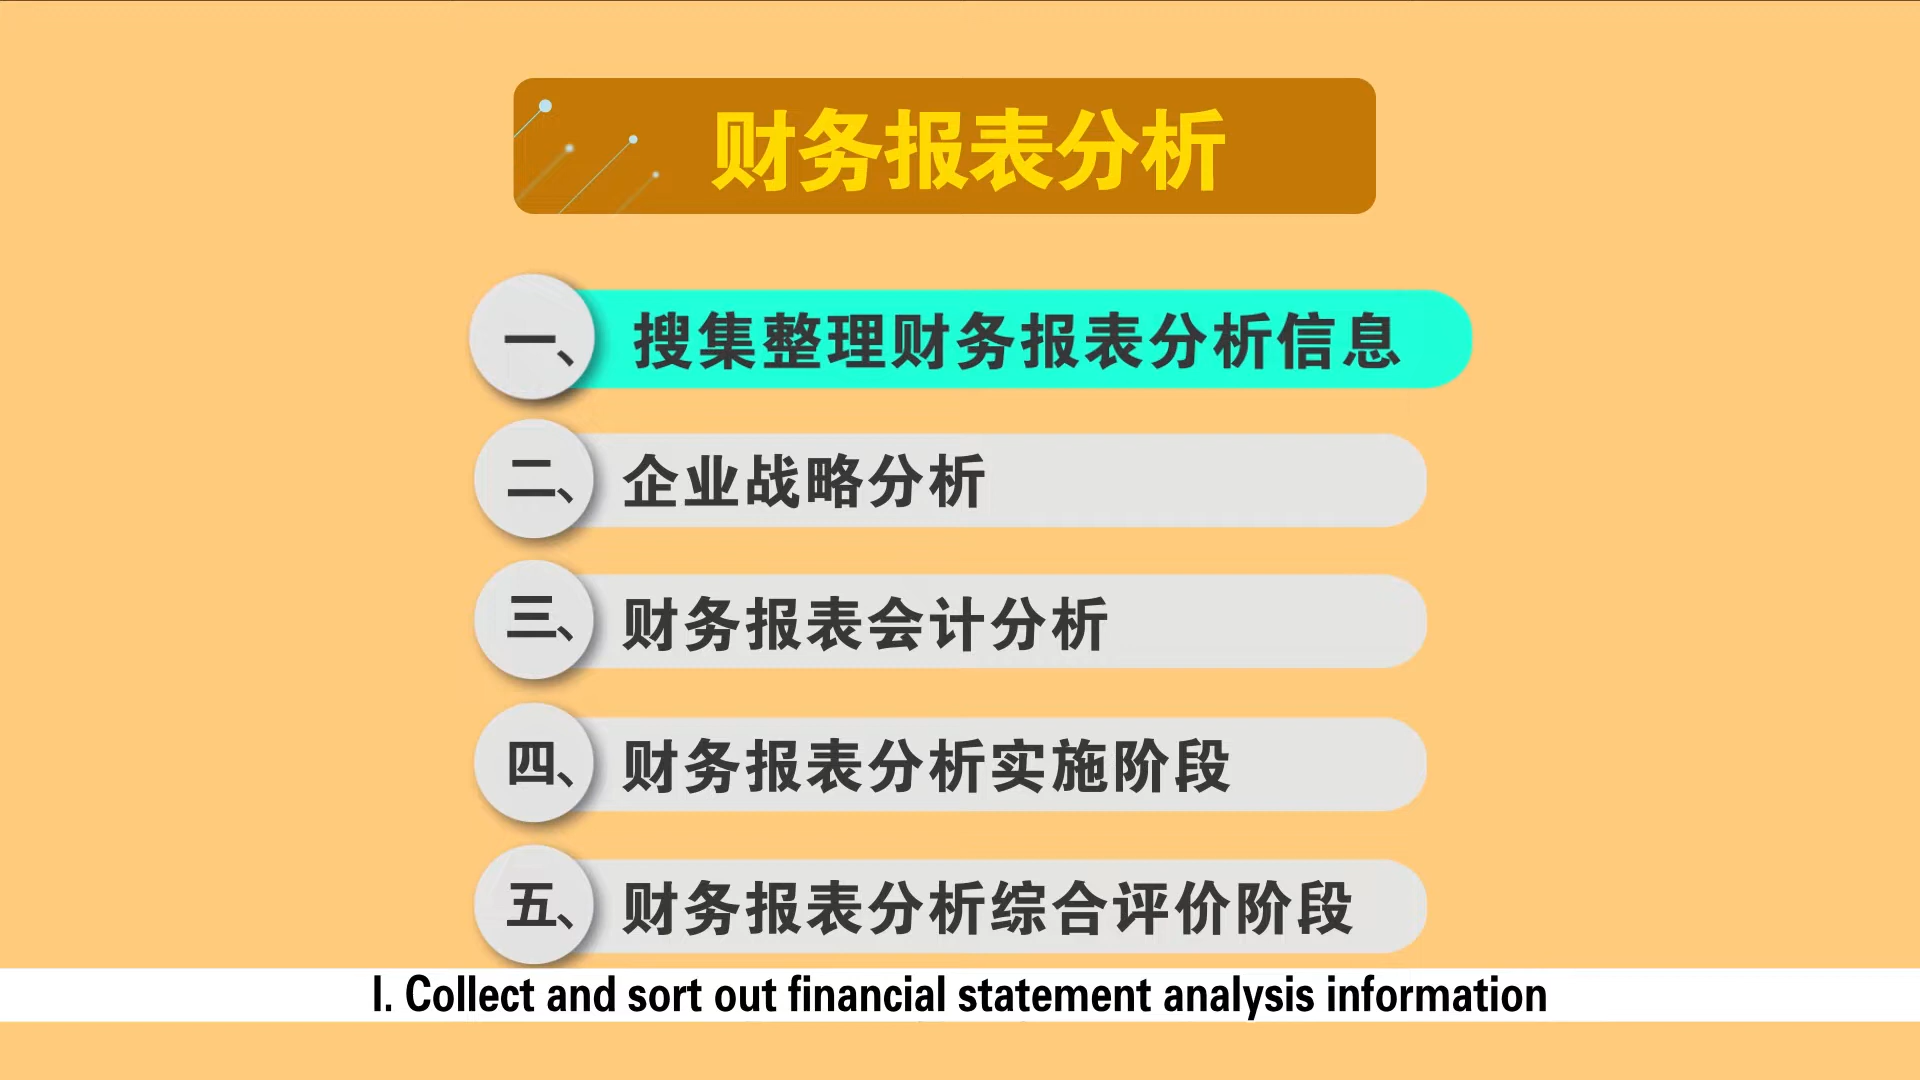 财务报表分析
一、搜集整理财务报表分析信息
二、企业战略分析
三、财务报表会计分析
四、财务报表分析实施阶段
五、财务报表分析综合评价阶段
I. Collect and sort out financial statement analysis information